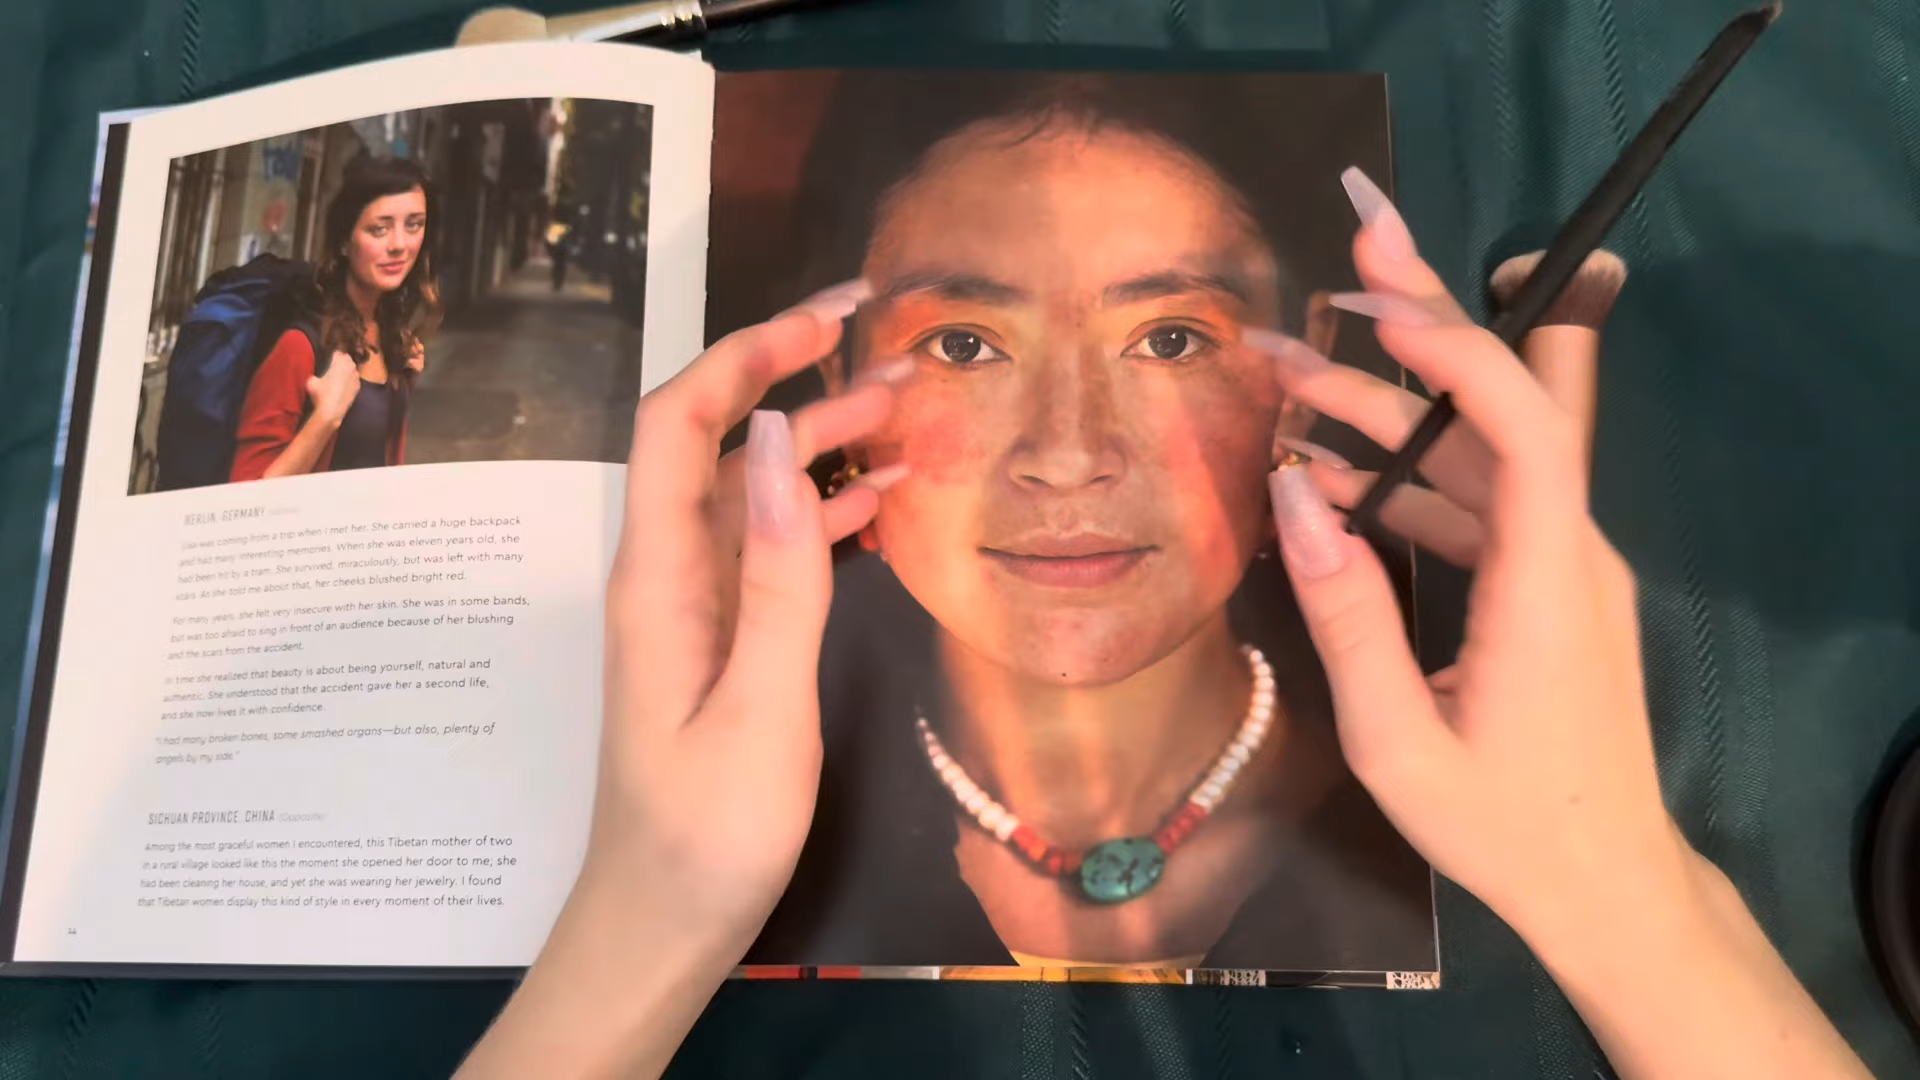 BERLIN, GERMANY
Lisa was coming from a trip when I met her. She carried a huge backpack
and had many interesting memories. When she was eleven years old, she
had been hit by a tram. She survived, miraculously, but was left with many
scars. As she told me about that, her cheeks blushed bright red.
For many years, she felt very insecure with her skin. She was in some bands,
but was too afraid to sing in front of an audience because of her blushing
and the scars from the accident.
In time she realized that beauty is about being yourself, natural and
authentic. She understood that the accident gave her a second life,
and she now lives it with confidence.
"I had many broken bones, some smashed organs—but also, plenty of
angels by my side."
SICHUAN PROVINCE, CHINA (Opposite)
Among the most graceful women I encountered, this Tibetan mother of two
in a rural village looked like this the moment she opened her door to me; she
had been cleaning her house, and yet she was wearing her jewelry. I found
that Tibetan women display this kind of style in every moment of their lives.